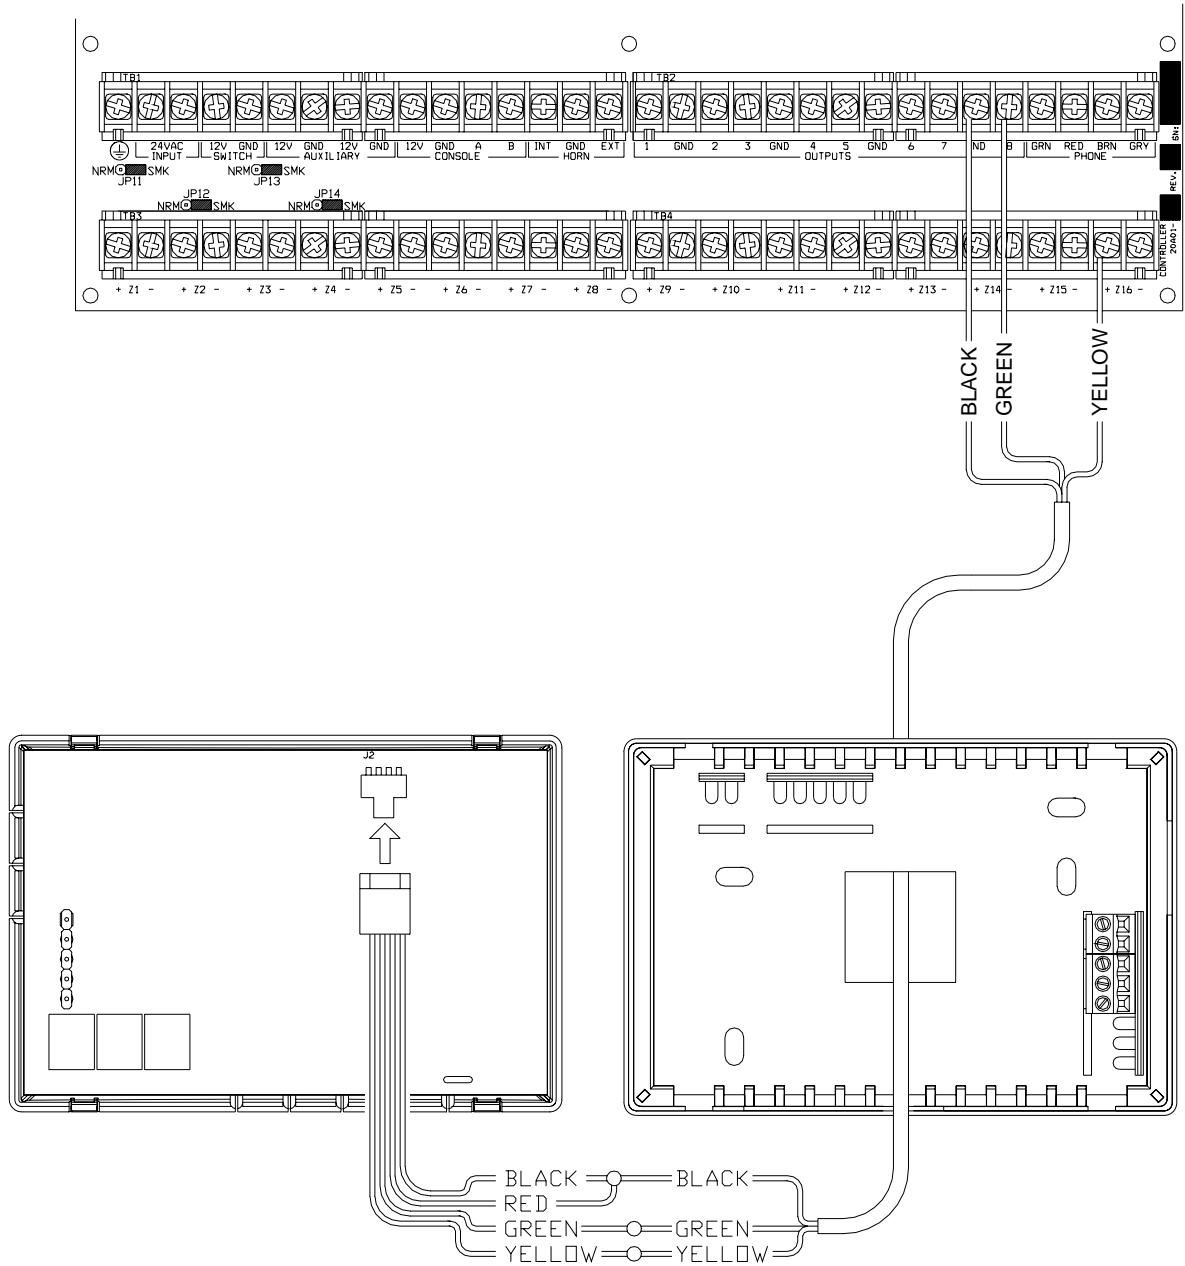 TB1 TB2
24VAC 12V GND 12V GND 12V GND 12V GND A B INT GND EXT 1 GND 2 3 GND 4 5 GND 6 7 ND 8 GRN RED BRN GRY
INPUT SWITCH AUXILIARY CONSOLE HORN OUTPUTS PHONE
NRM SMK NRM SMK
JP11 JP13
JP12 JP14
NRM SMK NRM SMK
TB3 TB4
+ Z1 - + Z2 - + Z3 - + Z4 - + Z5 - + Z6 - + Z7 - + Z8 - + Z9 - + Z10 - + Z11 - + Z12 - + Z13 - + Z14 - + Z15 - + Z16 -
SN:
REV.
CONTROLLER
20A01-
BLACK
GREEN
YELLOW
J2
BLACK BLACK
RED
GREEN GREEN
YELLOW YELLOW